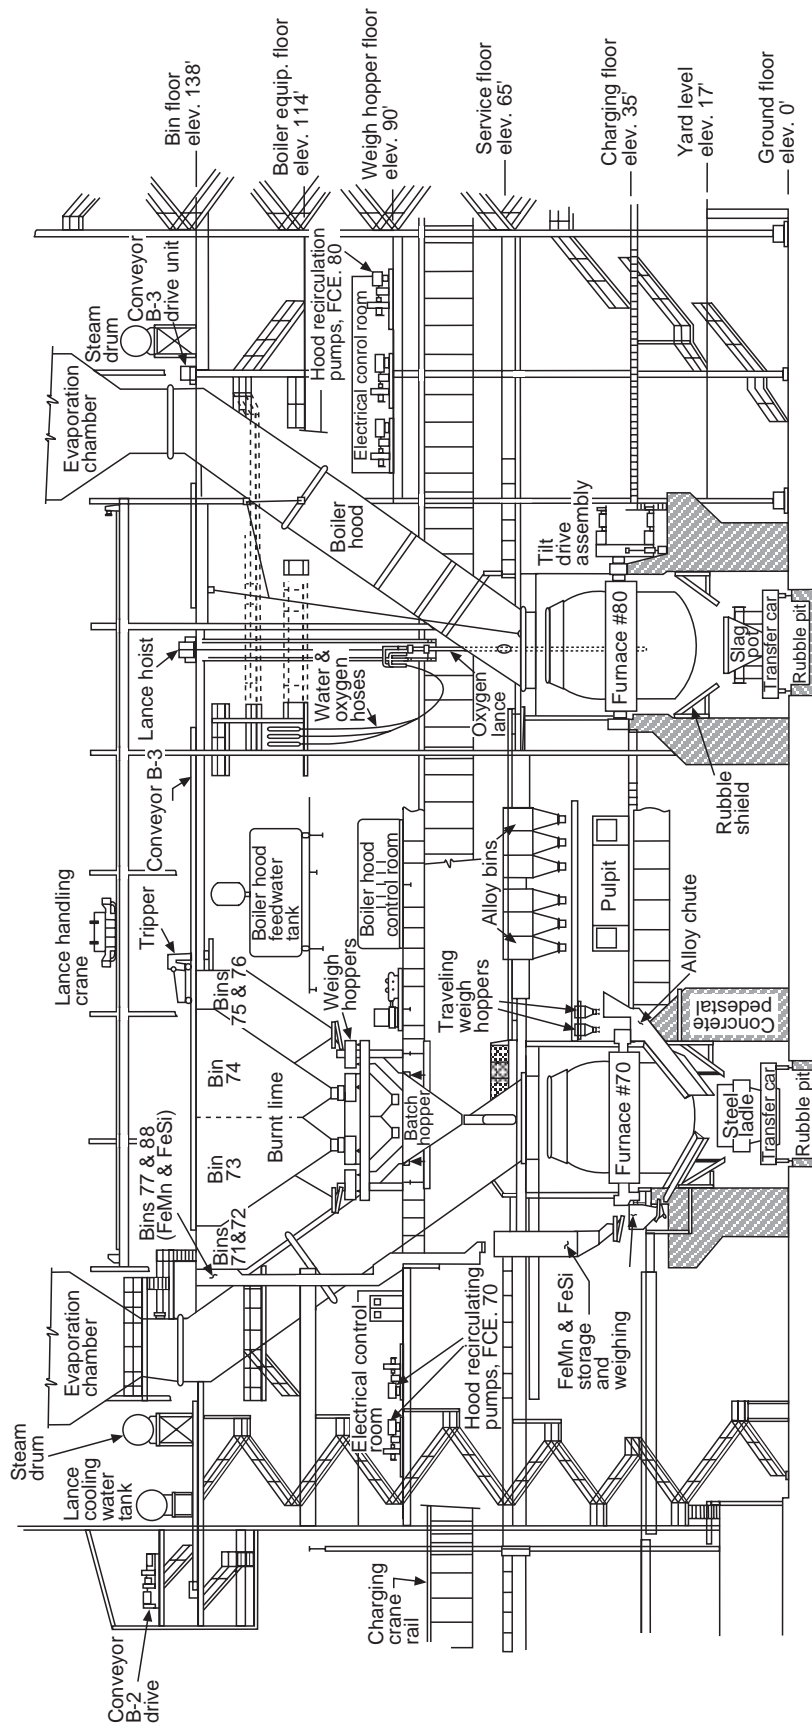 Bin floor
elev. 138'
Boiler equip. floor
elev. 114'
Weigh hopper floor
elev. 90'
Service floor
elev. 65'
Charging floor
elev. 35'
Yard level
elev. 17'
Ground floor
elev. 0'
Conveyor
B-2
drive
Lance
cooling
water
tank
Steam
drum
Evaporation
chamber
Bins 77 & 88
(FeMn & FeSi)
Lance handling
crane
Tripper
Conveyor B-3
Lance hoist
Evaporation
chamber
Steam
drum
Conveyor
B-3
drive unit
Bins
71&72
Bin
73
Bin
74
Bins
75 & 76
Burnt lime
Weigh
hoppers
Batch
hopper
Boiler hood
feedwater
tank
Boiler hood
control room
Water &
oxygen
hoses
Oxygen
lance
Boiler
hood
Hood recirculation
pumps, FCE. 80
Electrical conrol room
Charging
crane
rail
Electrical control
room
Hood recirculating
pumps, FCE. 70
FeMn & FeSi
storage
and
weighing
Traveling
weigh
hoppers
Alloy bins
Pulpit
Alloy chute
Tilt
drive
assembly
Furnace #70
Furnace #80
Concrete
pedestal
Rubble
shield
Steel
ladle
Transfer car
Rubble pit
Slag
pot
Transfer car
Rubble pit